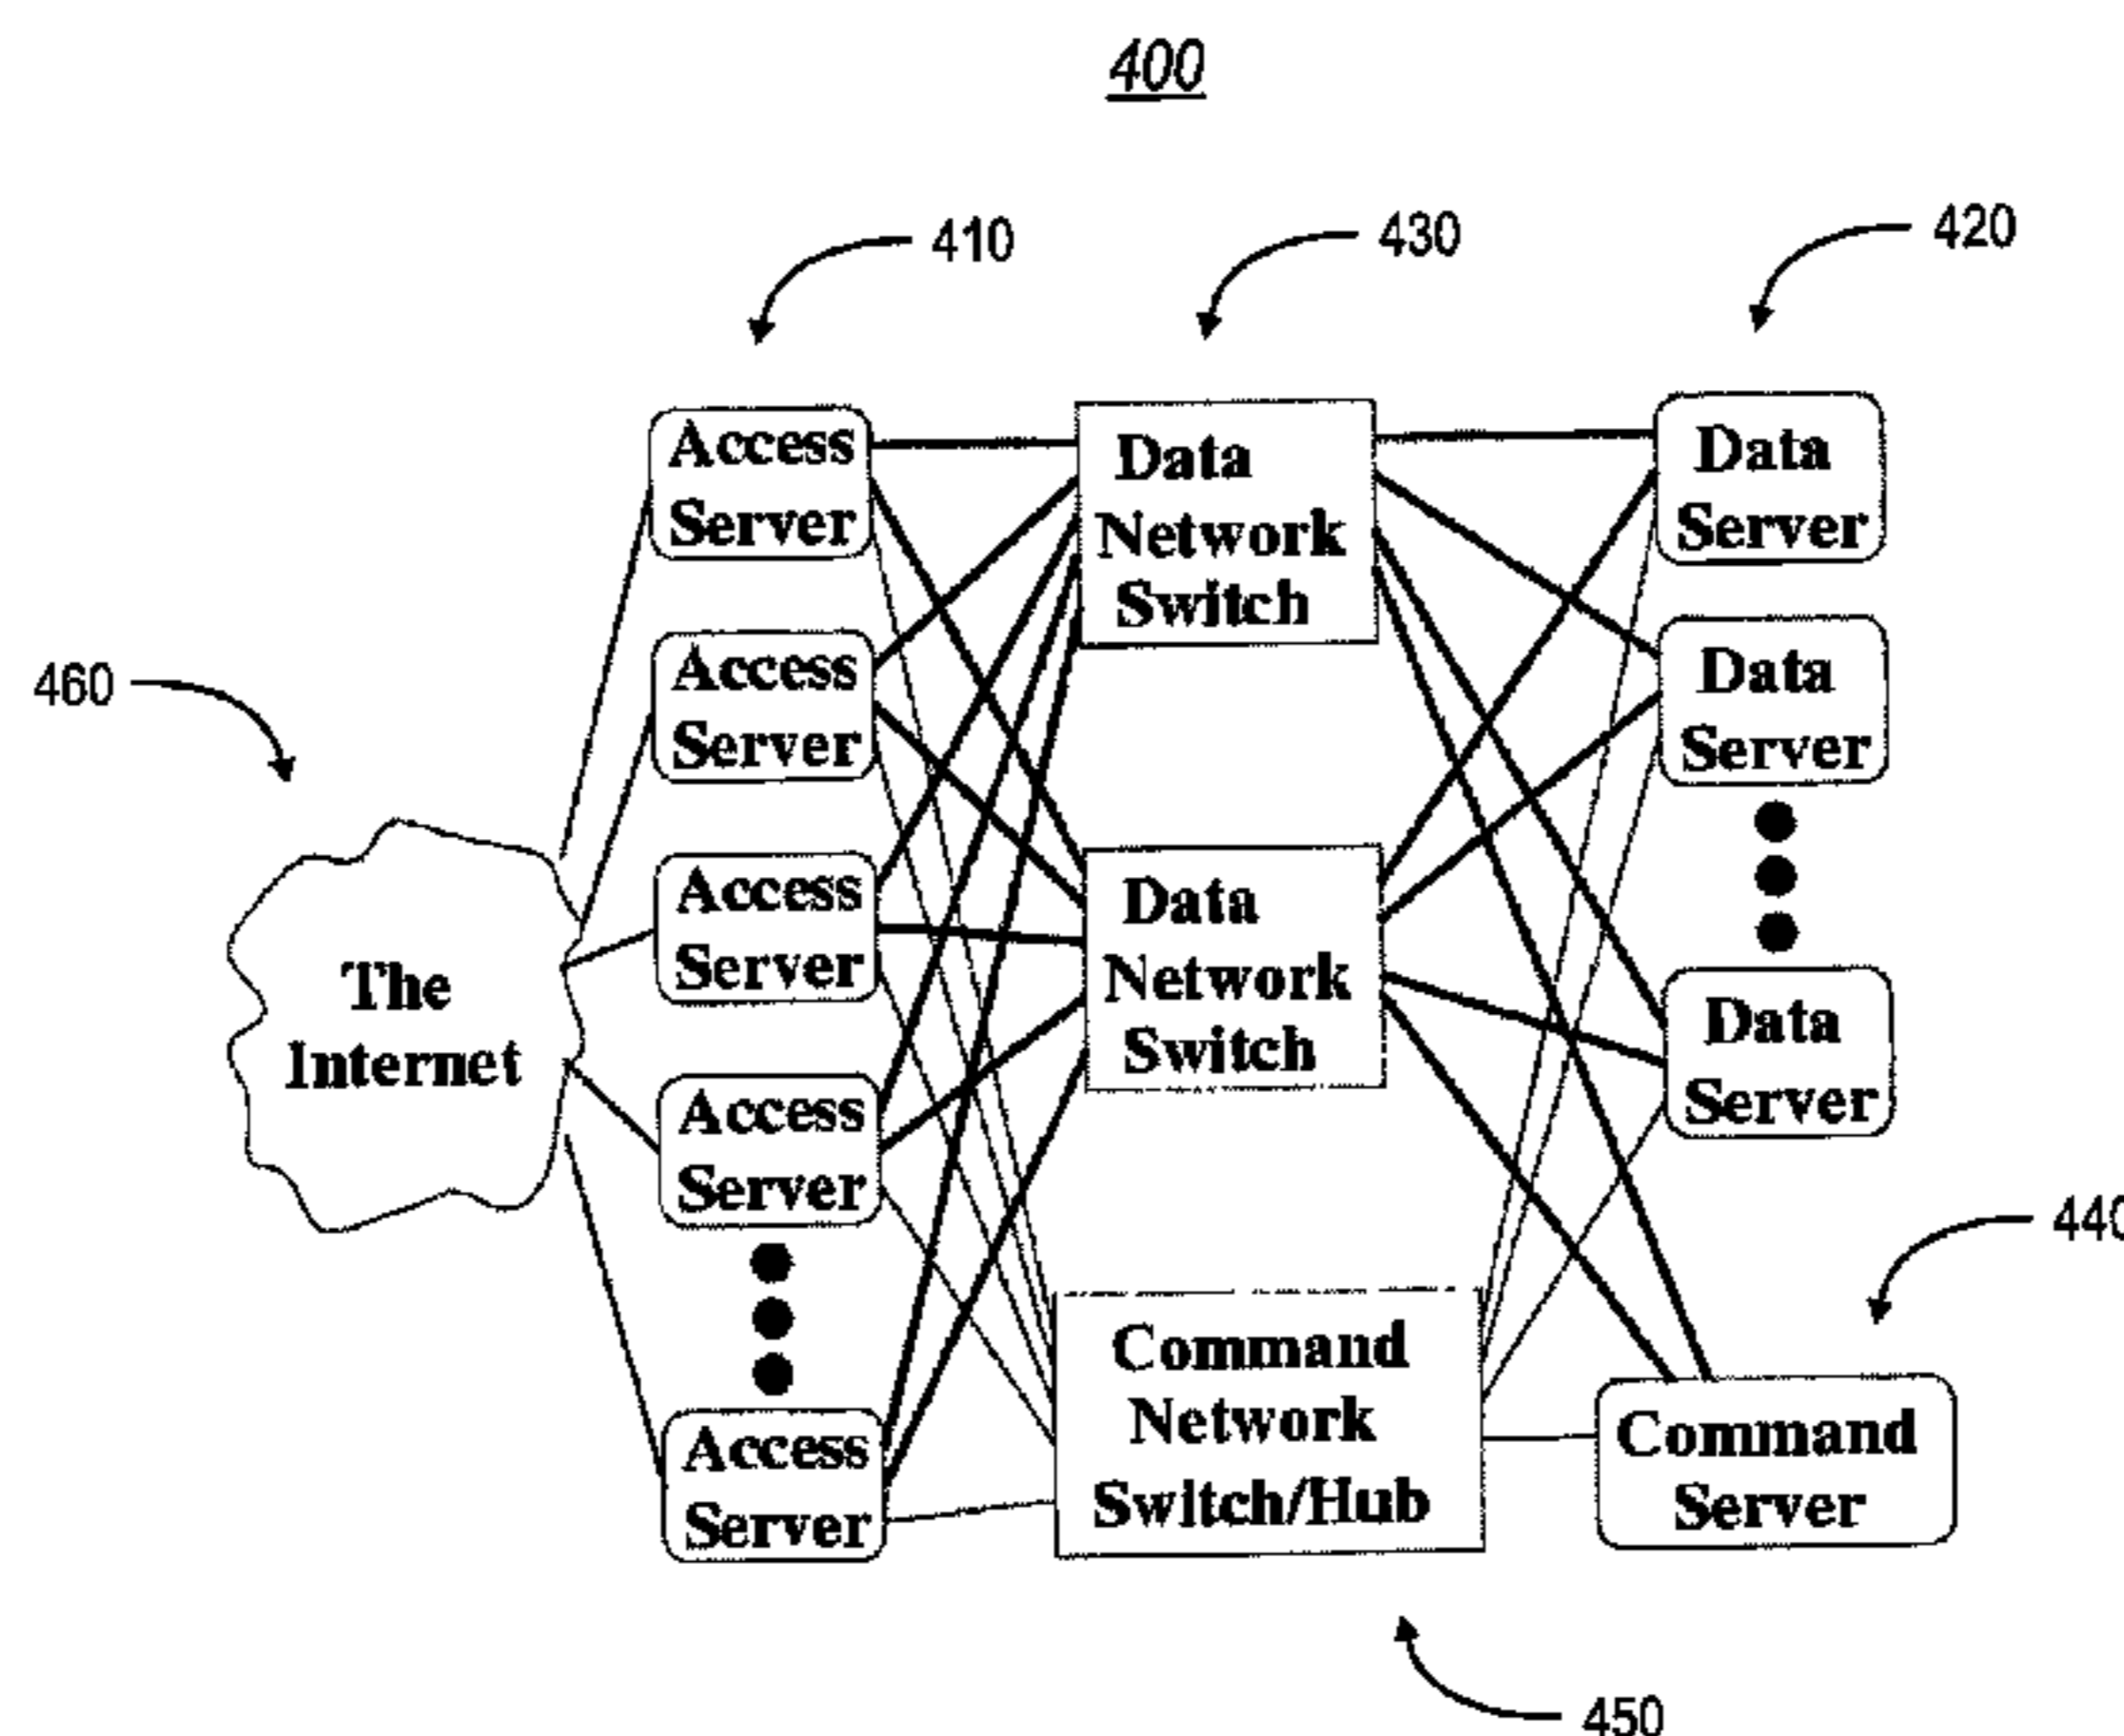 400
410
430
420
Access
Server
Data
Network
Switch
Data
Server
460
Access
Server
Data
Server
The
Internet
Access
Server
Data
Network
Switch
Data
Server
Access
Server
440
Command
Network
Switch/Hub
Command
Server
Access
Server
450